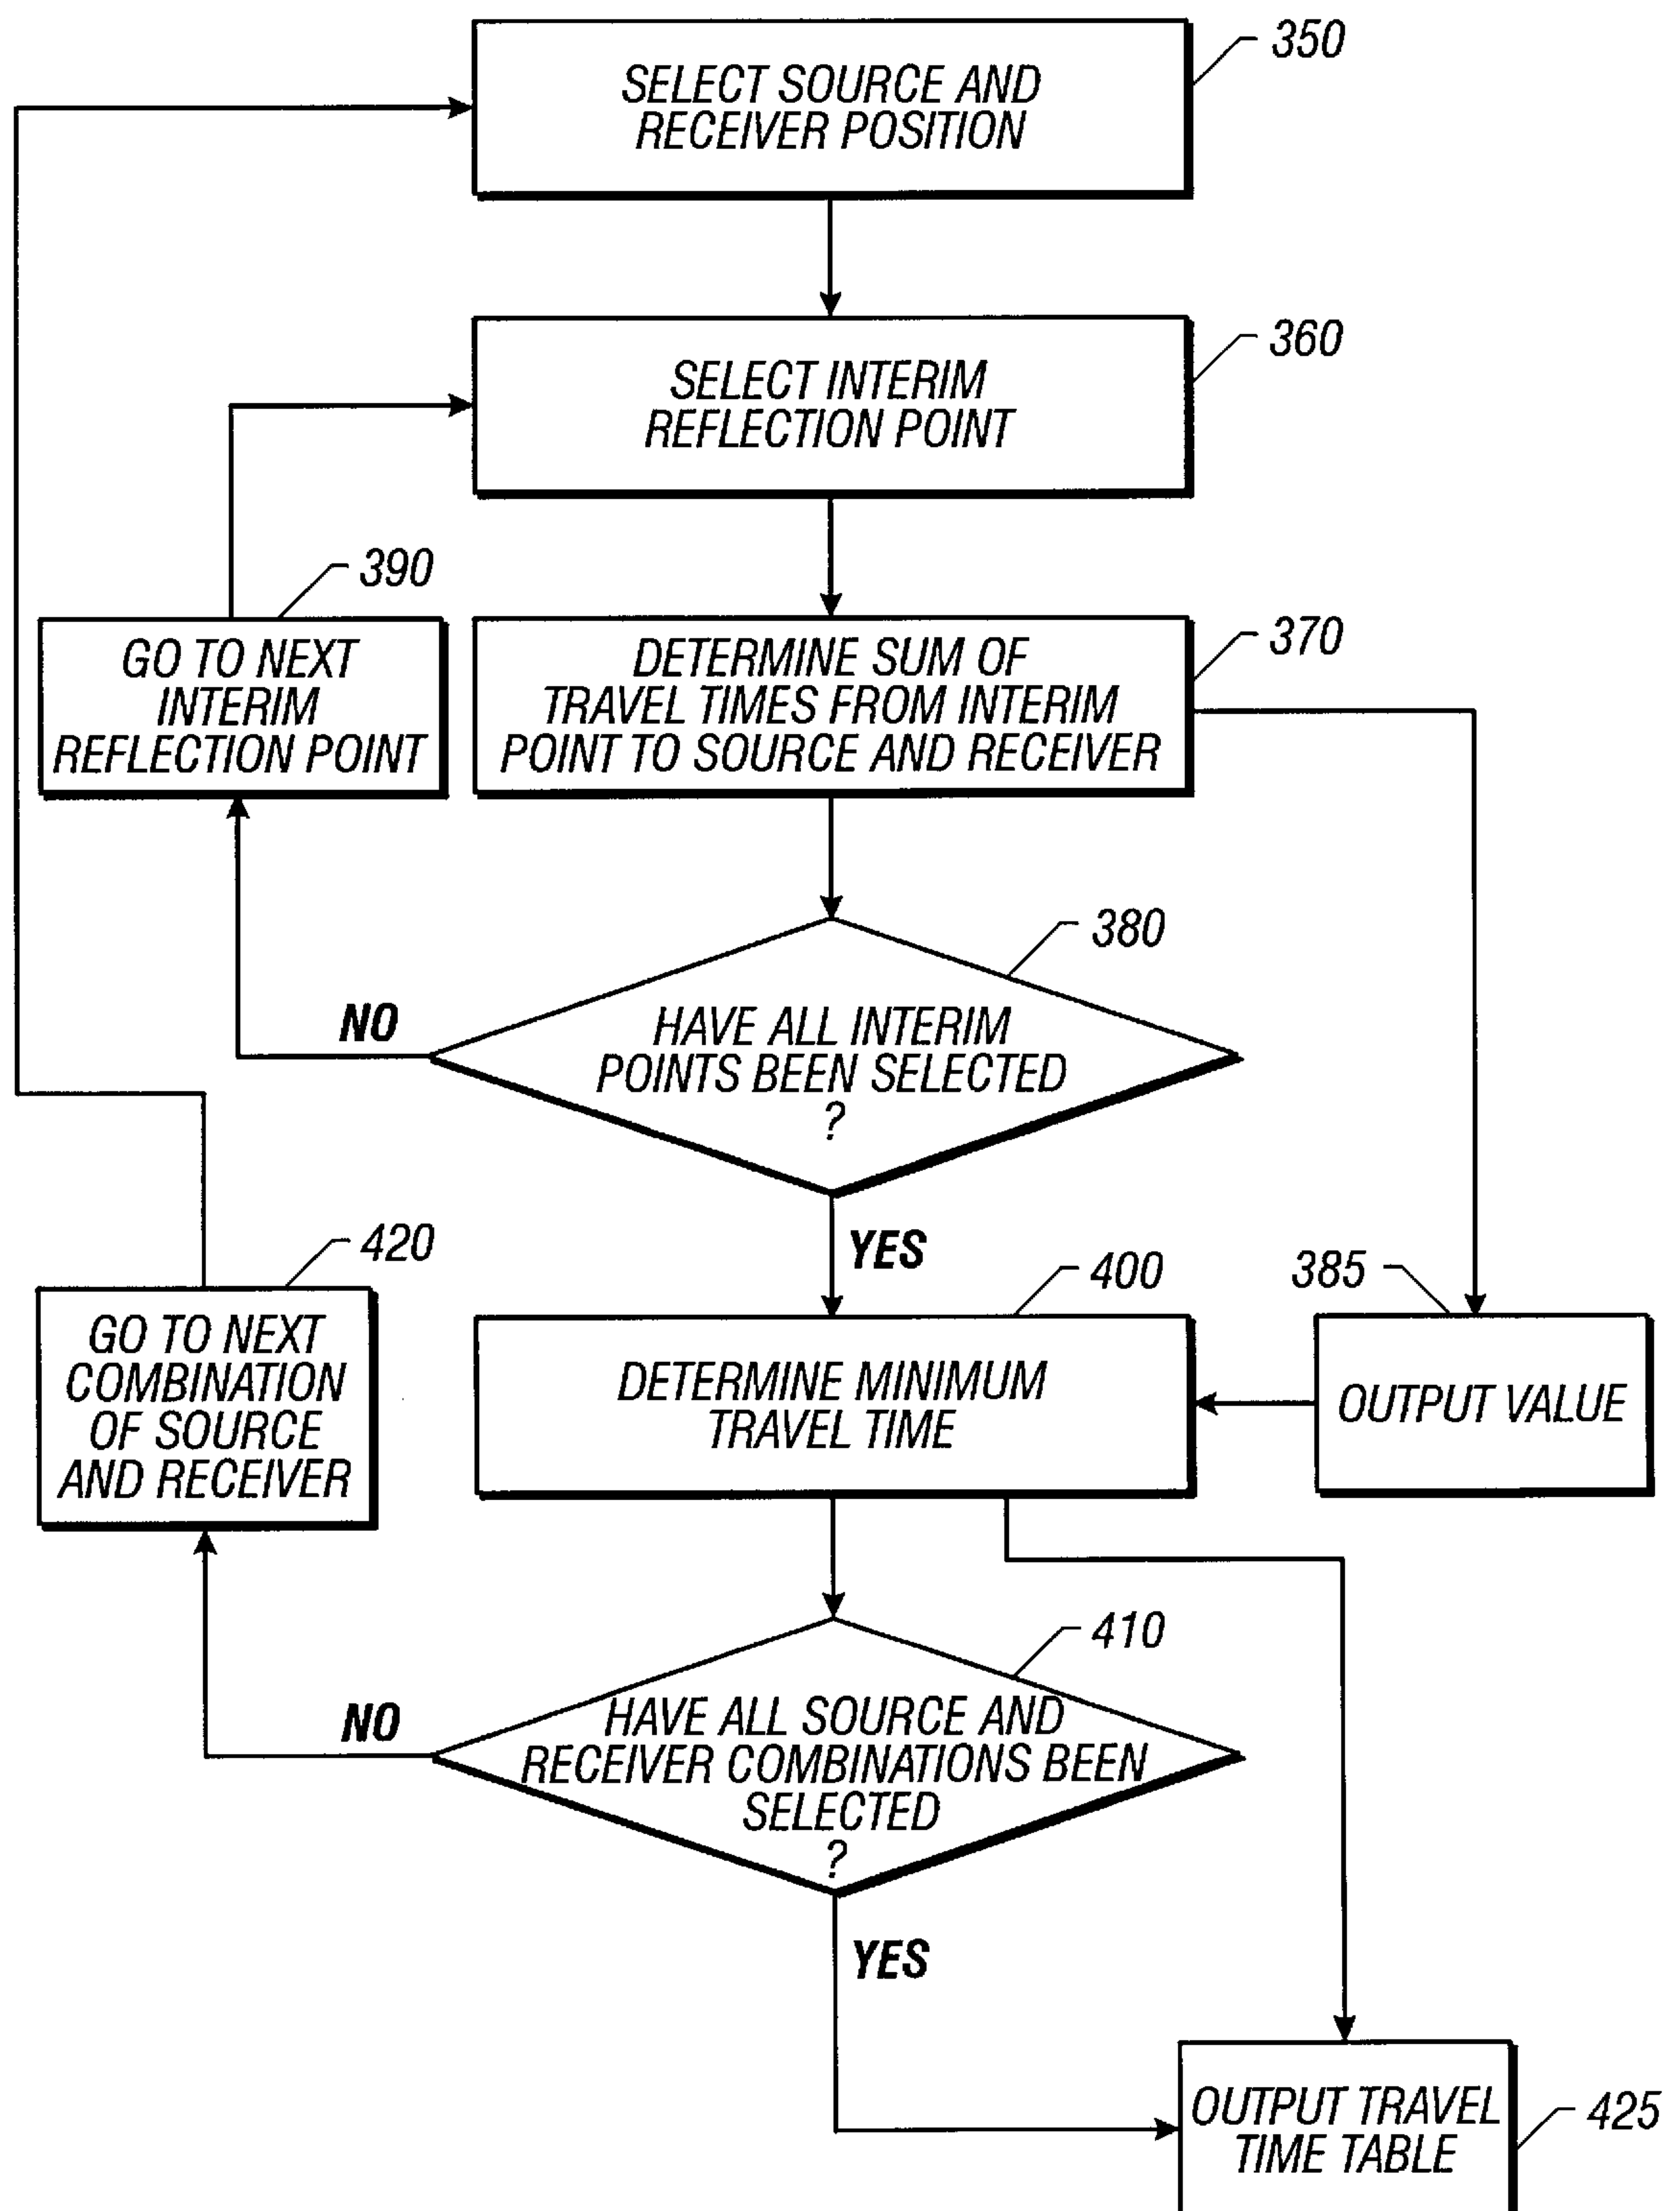 350
SELECT SOURCE AND
RECEIVER POSITION
360
SELECT INTERIM
REFLECTION POINT
390
GO TO NEXT
INTERIM
REFLECTION POINT
370
DETERMINE SUM OF
TRAVEL TIMES FROM INTERIM
POINT TO SOURCE AND RECEIVER
380
NO
HAVE ALL INTERIM
POINTS BEEN SELECTED
?
YES
420
GO TO NEXT
COMBINATION
OF SOURCE
AND RECEIVER
400
DETERMINE MINIMUM
TRAVEL TIME
385
OUTPUT VALUE
410
NO
HAVE ALL SOURCE AND
RECEIVER COMBINATIONS BEEN
SELECTED
?
YES
OUTPUT TRAVEL
TIME TABLE
425